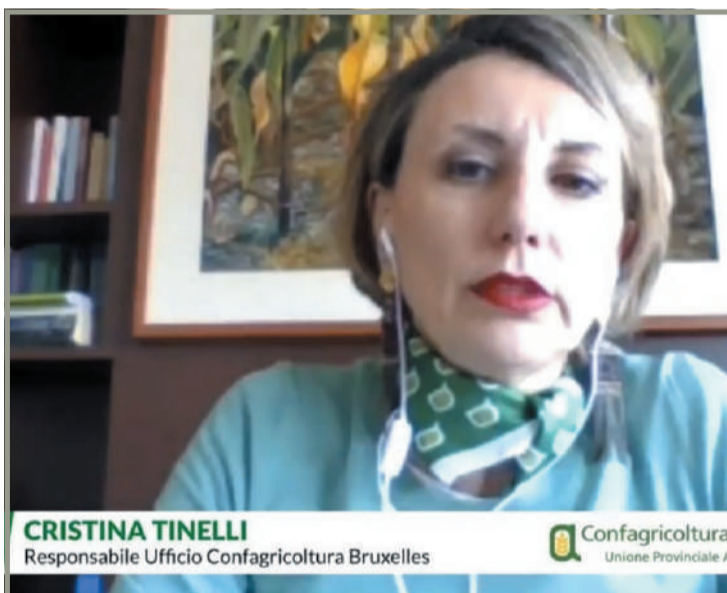 CRISTINA TINELLI
Responsabile Ufficio Confagricoltura Bruxelles
Confagricoltura
Unione Provinciale A